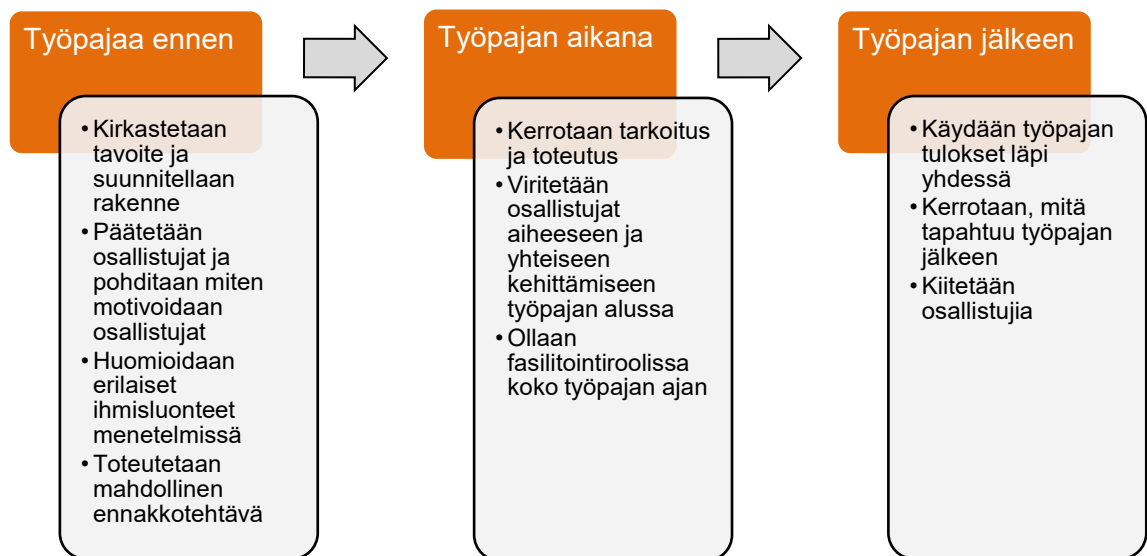 Työpajaa ennen
• Kirkastetaan
tavoite ja
suunnitellaan
rakenne
• Päätetään
osallistujat ja
pohditaan miten
motivoidaan
osallistujat
• Huomioidaan
erilaiset
ihmisluonteet
menetelmissä
• Toteutetaan
mahdollinen
ennakkotehtävä
Työpajan aikana
• Kerrotaan tarkoitus
ja toteutus
• Viritetään
osallistujat
aiheeseen ja
yhteiseen
kehittämiseen
työpajan alussa
• Ollaan
fasilitointiroolissa
koko työpajan ajan
Työpajan jälkeen
• Käydään työpajan
tulokset läpi
yhdessä
• Kerrotaan, mitä
tapahtuu työpajan
jälkeen
• Kiitetään
osallistujia